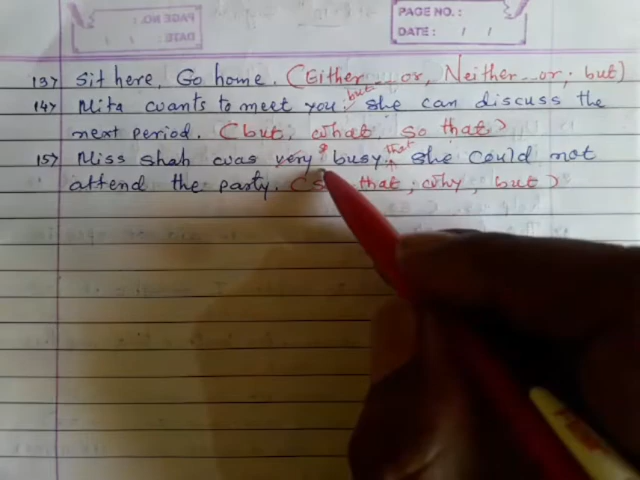 PAGE NO. :
DATE : / /
13) Sit here. Go home. (Either - or, Neither - or, but)
but
14) Mita wants to meet you. she can discuss the
next period. (but, what, so that)
that
15) Miss Shah was very busy. She could not
attend the party. that, why, but)